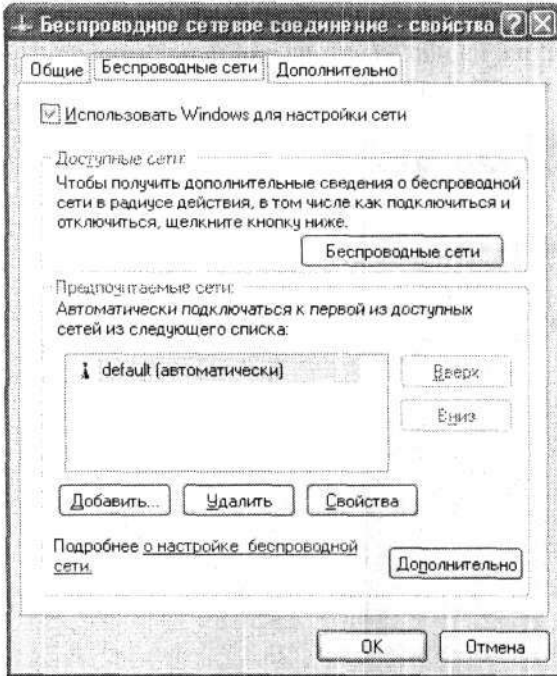 Беспроводное сетевое соединение - свойства
Общие Беспроводные сети Дополнительно
Использовать Windows для настройки сети
Доступные сети:
Чтобы получить дополнительные сведения о беспроводной
сети в радиусе действия, в том числе как подключиться и
отключиться, щелкните кнопку ниже.
Беспроводные сети
Предпочитаемые сети:
Автоматически подключаться к первой из доступных
сетей из следующего списка:
default (автоматически)
Вверх
Вниз
Добавить... Удалить Свойства
Подробнее о настройке беспроводной
сети.
Дополнительно
OK Отмена